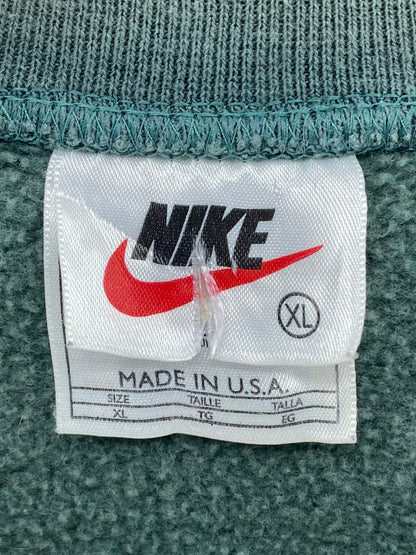 NIKE
XL
MADE IN U.S.A.
SIZE TAILLE TALLA
XL TG EG